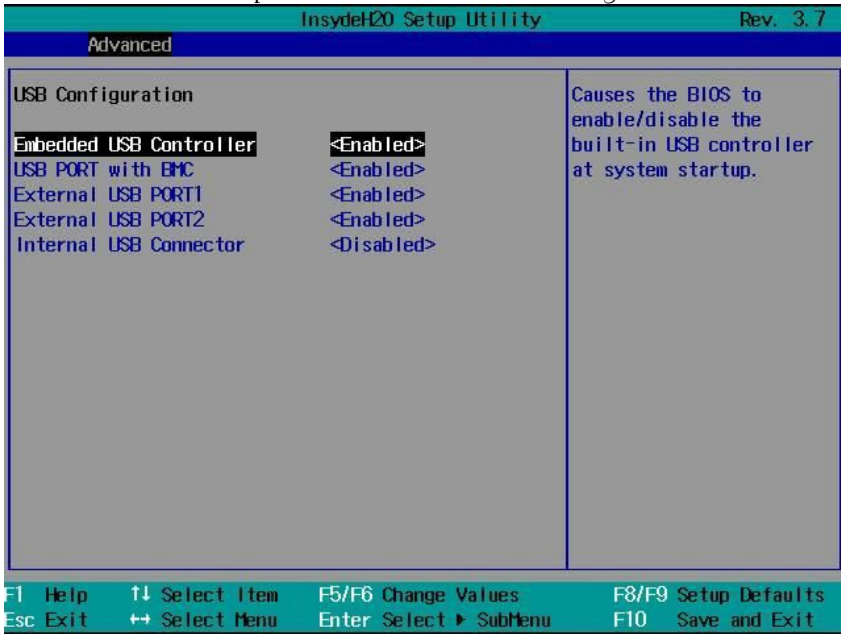 InsydeH20 Setup Utility Rev. 3.7
Advanced
USB Configuration
Embedded USB Controller <Enabled>
USB PORT with BMC <Enabled>
External USB PORT1 <Enabled>
External USB PORT2 <Enabled>
Internal USB Connector <Disabled>
Causes the BIOS to
enable/disable the
built-in USB controller
at system startup.
F1 Help ↑↓ Select Item F5/F6 Change Values F8/F9 Setup Defaults
Esc Exit ↔ Select Menu Enter Select ▶ SubMenu F10 Save and Exit